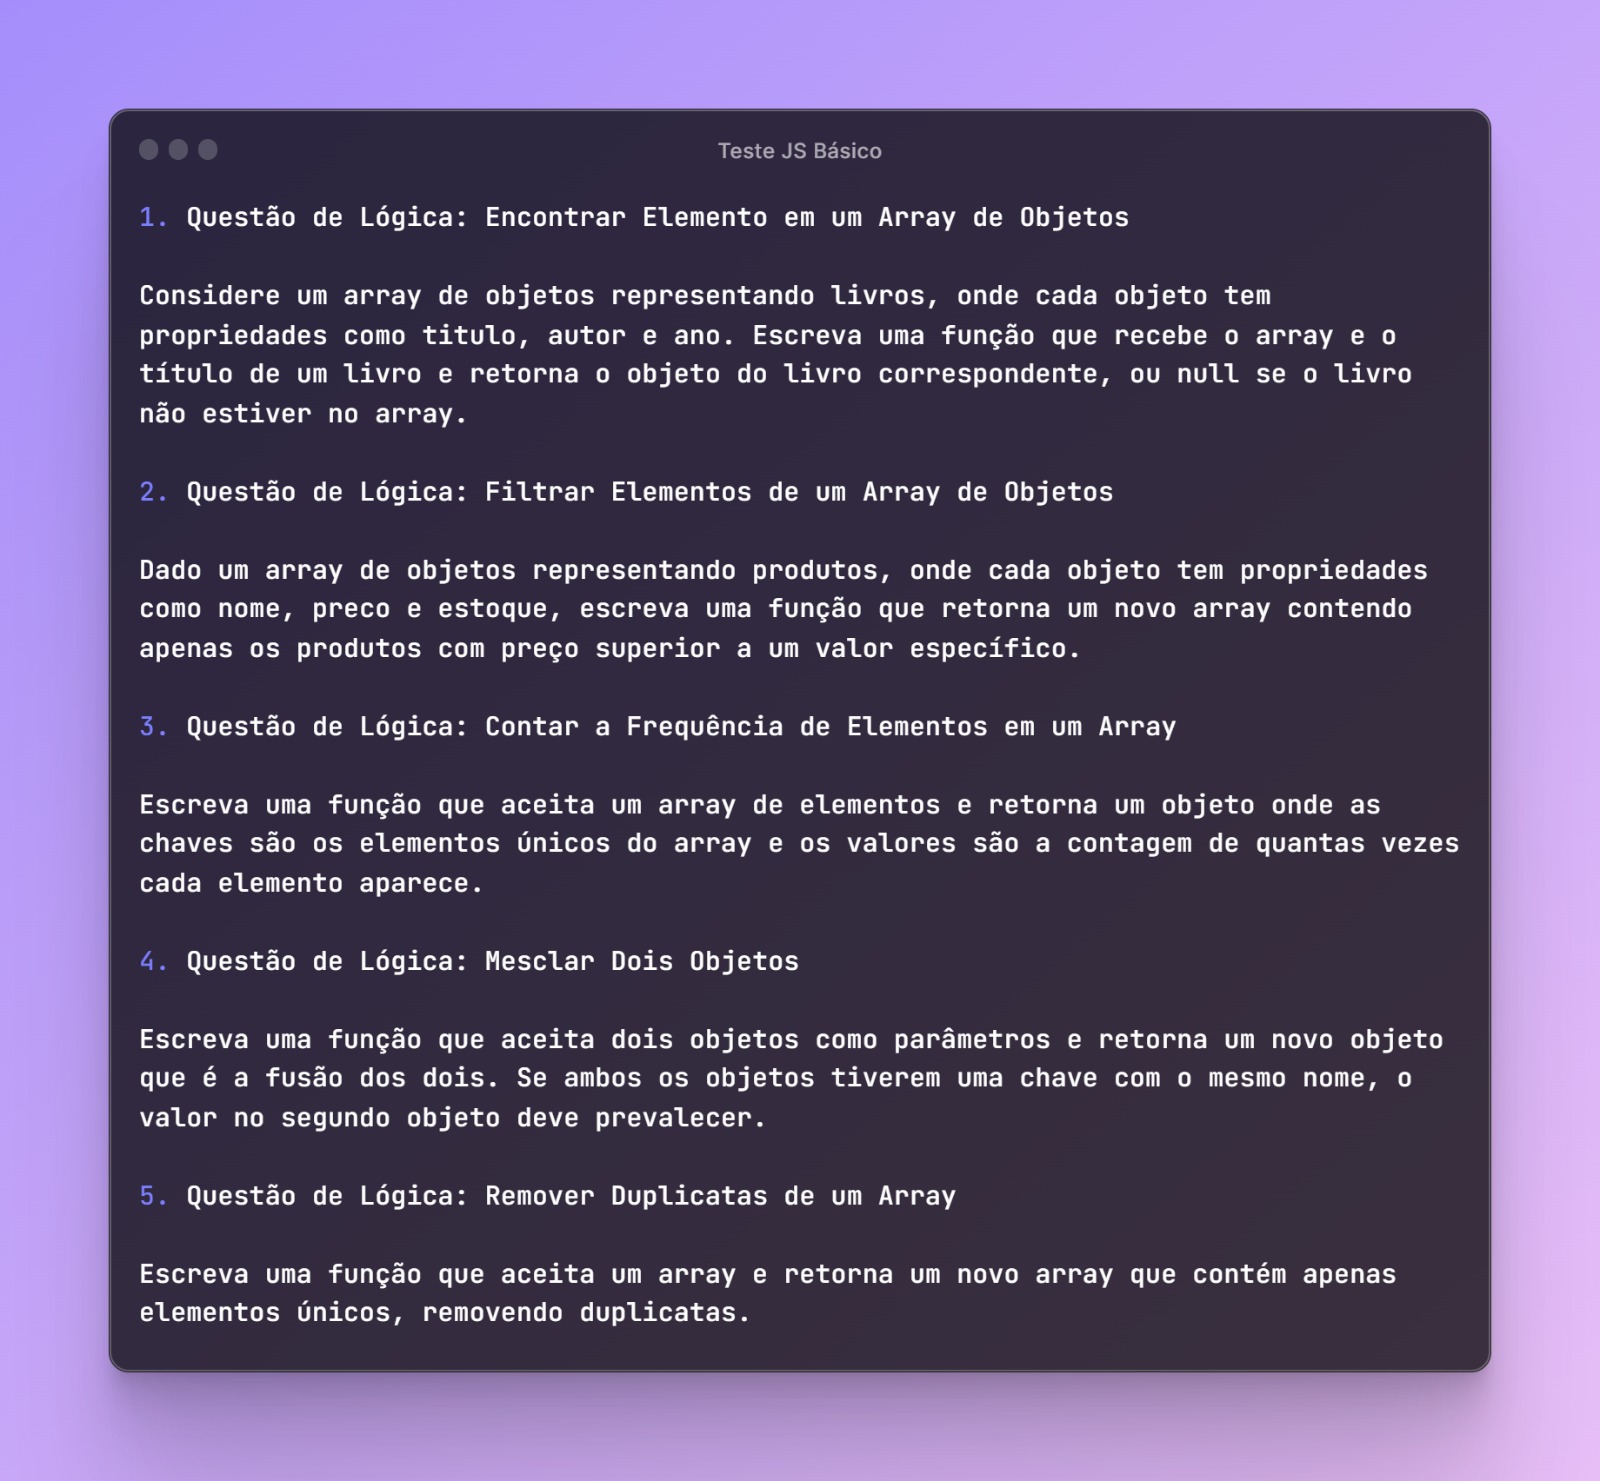 Teste JS Básico
1. Questão de Lógica: Encontrar Elemento em um Array de Objetos
Considere um array de objetos representando livros, onde cada objeto tem
propriedades como titulo, autor e ano. Escreva uma função que recebe o array e o
título de um livro e retorna o objeto do livro correspondente, ou null se o livro
não estiver no array.
2. Questão de Lógica: Filtrar Elementos de um Array de Objetos
Dado um array de objetos representando produtos, onde cada objeto tem propriedades
como nome, preco e estoque, escreva uma função que retorna um novo array contendo
apenas os produtos com preço superior a um valor específico.
3. Questão de Lógica: Contar a Frequência de Elementos em um Array
Escreva uma função que aceita um array de elementos e retorna um objeto onde as
chaves são os elementos únicos do array e os valores são a contagem de quantas vezes
cada elemento aparece.
4. Questão de Lógica: Mesclar Dois Objetos
Escreva uma função que aceita dois objetos como parâmetros e retorna um novo objeto
que é a fusão dos dois. Se ambos os objetos tiverem uma chave com o mesmo nome, o
valor no segundo objeto deve prevalecer.
5. Questão de Lógica: Remover Duplicatas de um Array
Escreva uma função que aceita um array e retorna um novo array que contém apenas
elementos únicos, removendo duplicatas.